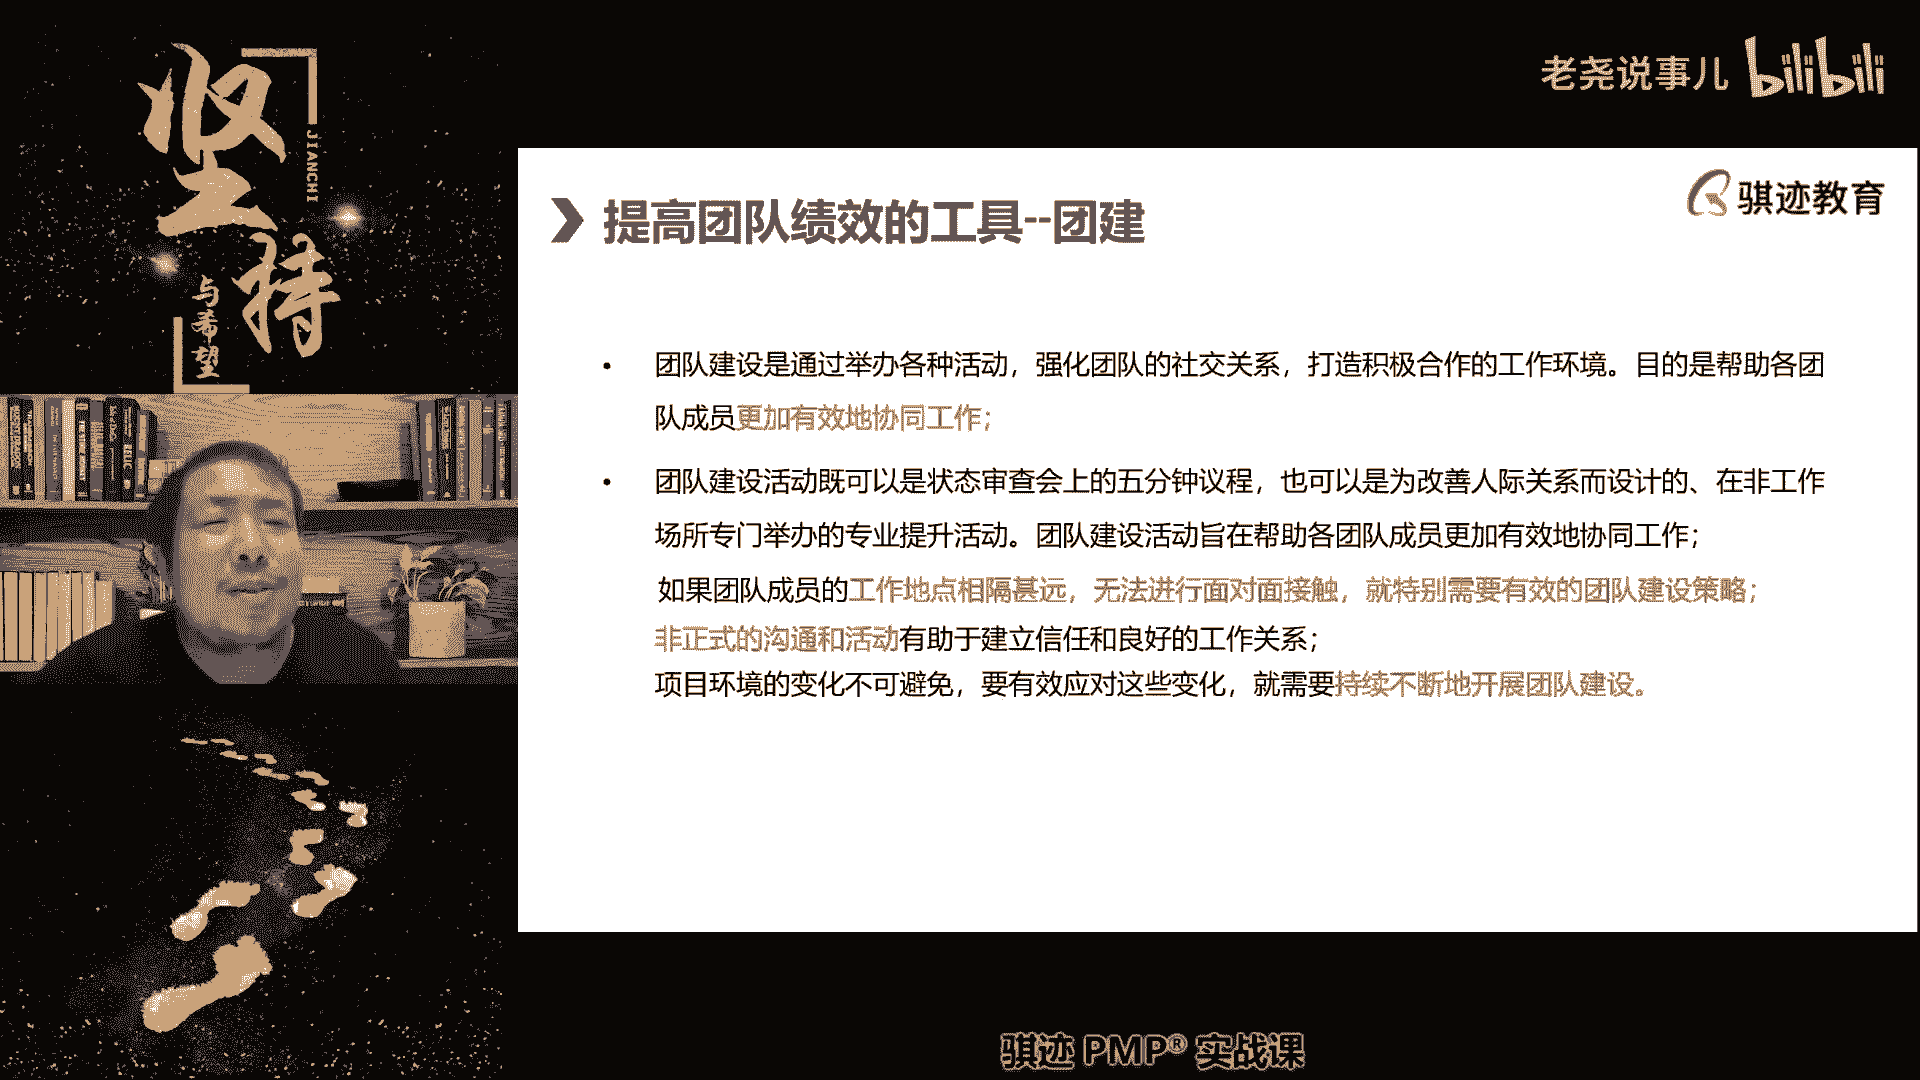 坚持
JIANCHI
与希望
老尧说事儿 bilibili
骐迹教育
提高团队绩效的工具--团建
• 团队建设是通过举办各种活动，强化团队的社交关系，打造积极合作的工作环境。目的是帮助各团
队成员更加有效地协同工作；
• 团队建设活动既可以是状态审查会上的五分钟议程，也可以是为改善人际关系而设计的、在非工作
场所专门举办的专业提升活动。团队建设活动旨在帮助各团队成员更加有效地协同工作；
如果团队成员的工作地点相隔甚远，无法进行面对面接触，就特别需要有效的团队建设策略；
非正式的沟通和活动有助于建立信任和良好的工作关系；
项目环境的变化不可避免，要有效应对这些变化，就需要持续不断地开展团队建设。
骐迹 PMP® 实战课